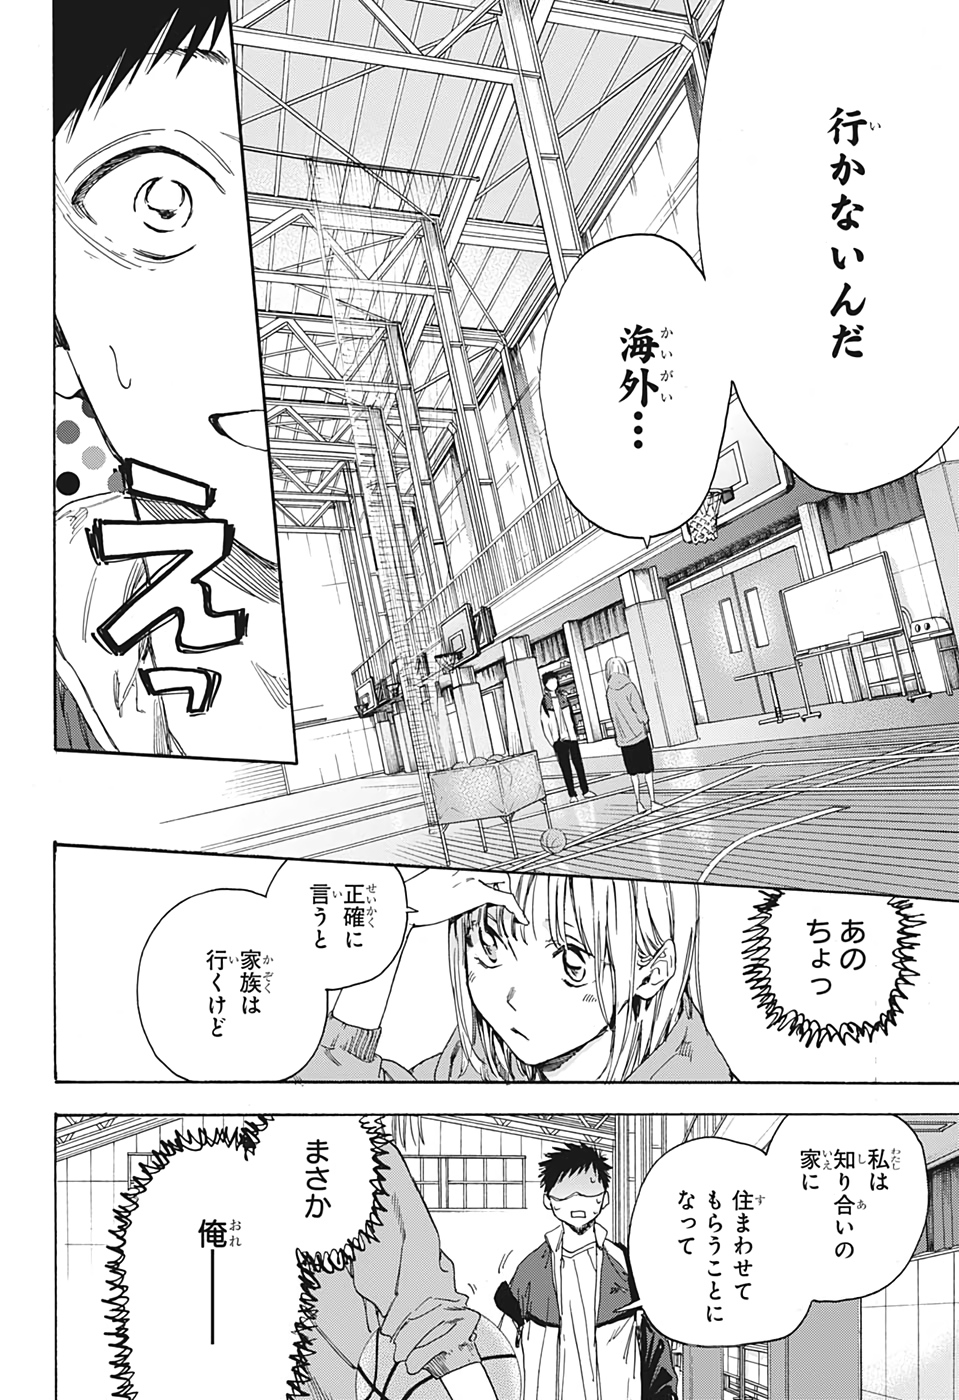 行かないんだ
海外…
えっ
あの
ちょっ
正確に
言うと
家族は
行くけど
私は
知り合いの
家に
住まわせて
もらうことに
なって
まさか
俺――